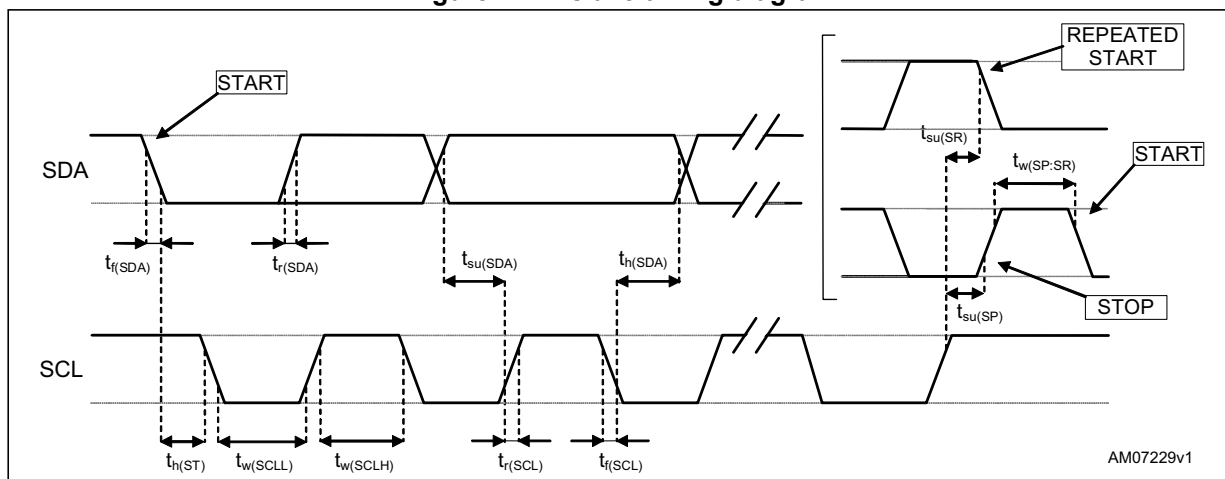 REPEATED
START
START
t_su(SR)
t_w(SP:SR)
START
SDA
t_f(SDA)
t_r(SDA)
t_su(SDA)
t_h(SDA)
t_su(SP)
STOP
SCL
t_h(ST)
t_w(SCLL)
t_w(SCLH)
t_r(SCL)
t_f(SCL)
AM07229v1